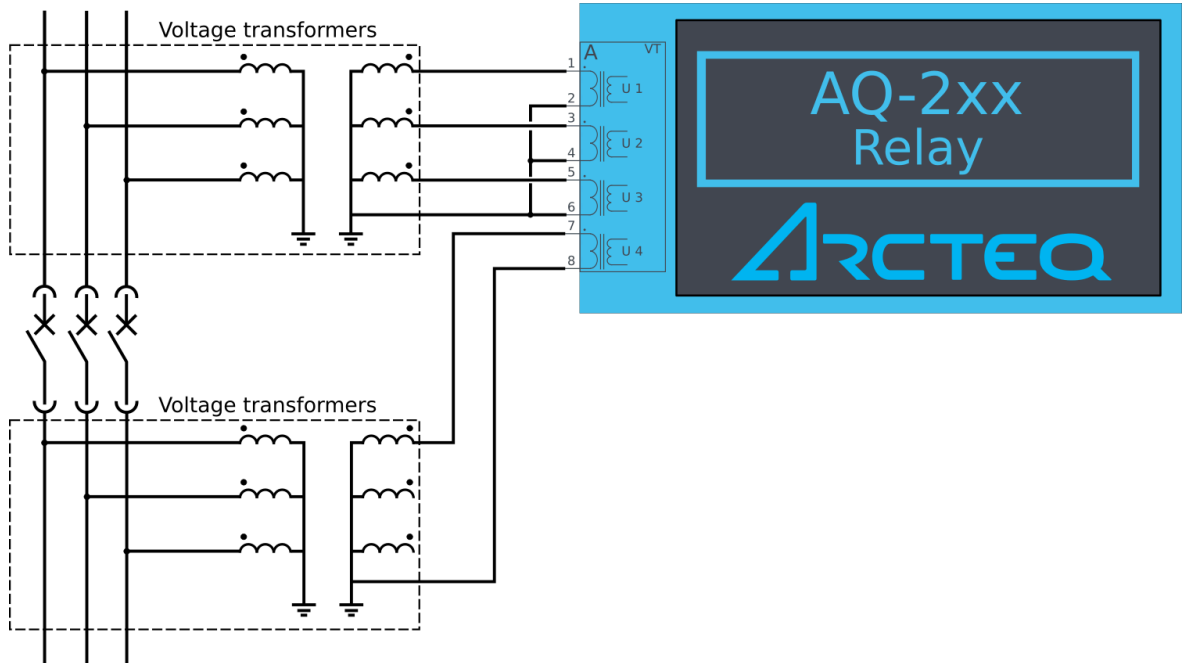 Voltage transformers
A VT
1
U 1
2
3
U 2
4
5
U 3
6
7
U 4
8
AQ-2xx
Relay
ARCTEQ
Voltage transformers